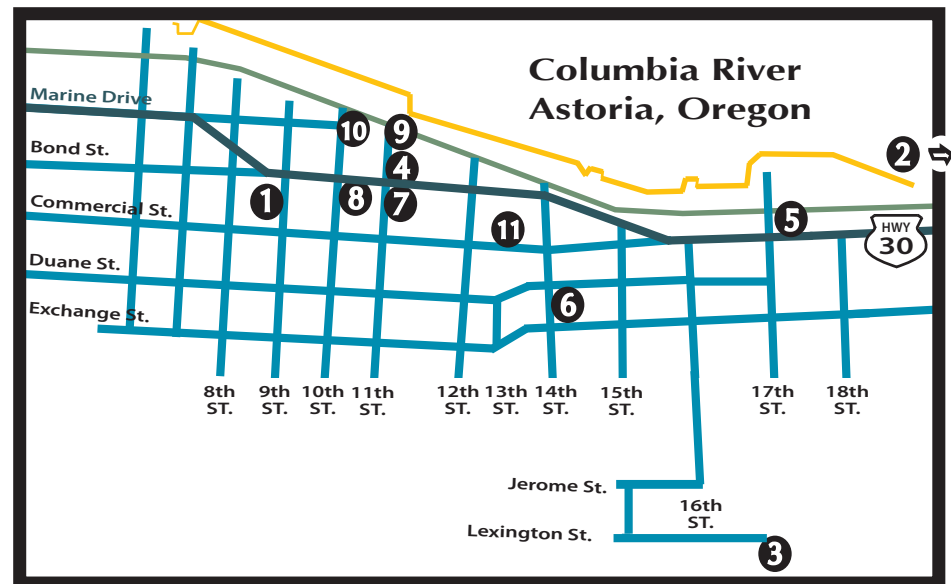 Columbia River
Astoria, Oregon
Marine Drive
Bond St.
Commercial St.
Duane St.
Exchange St.
10
9
4
2
1
8
7
11
5
HWY
30
6
8th
ST.
9th
ST.
10th
ST.
11th
ST.
12th
ST.
13th
ST.
14th
ST.
15th
ST.
17th
ST.
18th
ST.
Jerome St.
16th
ST.
Lexington St.
3